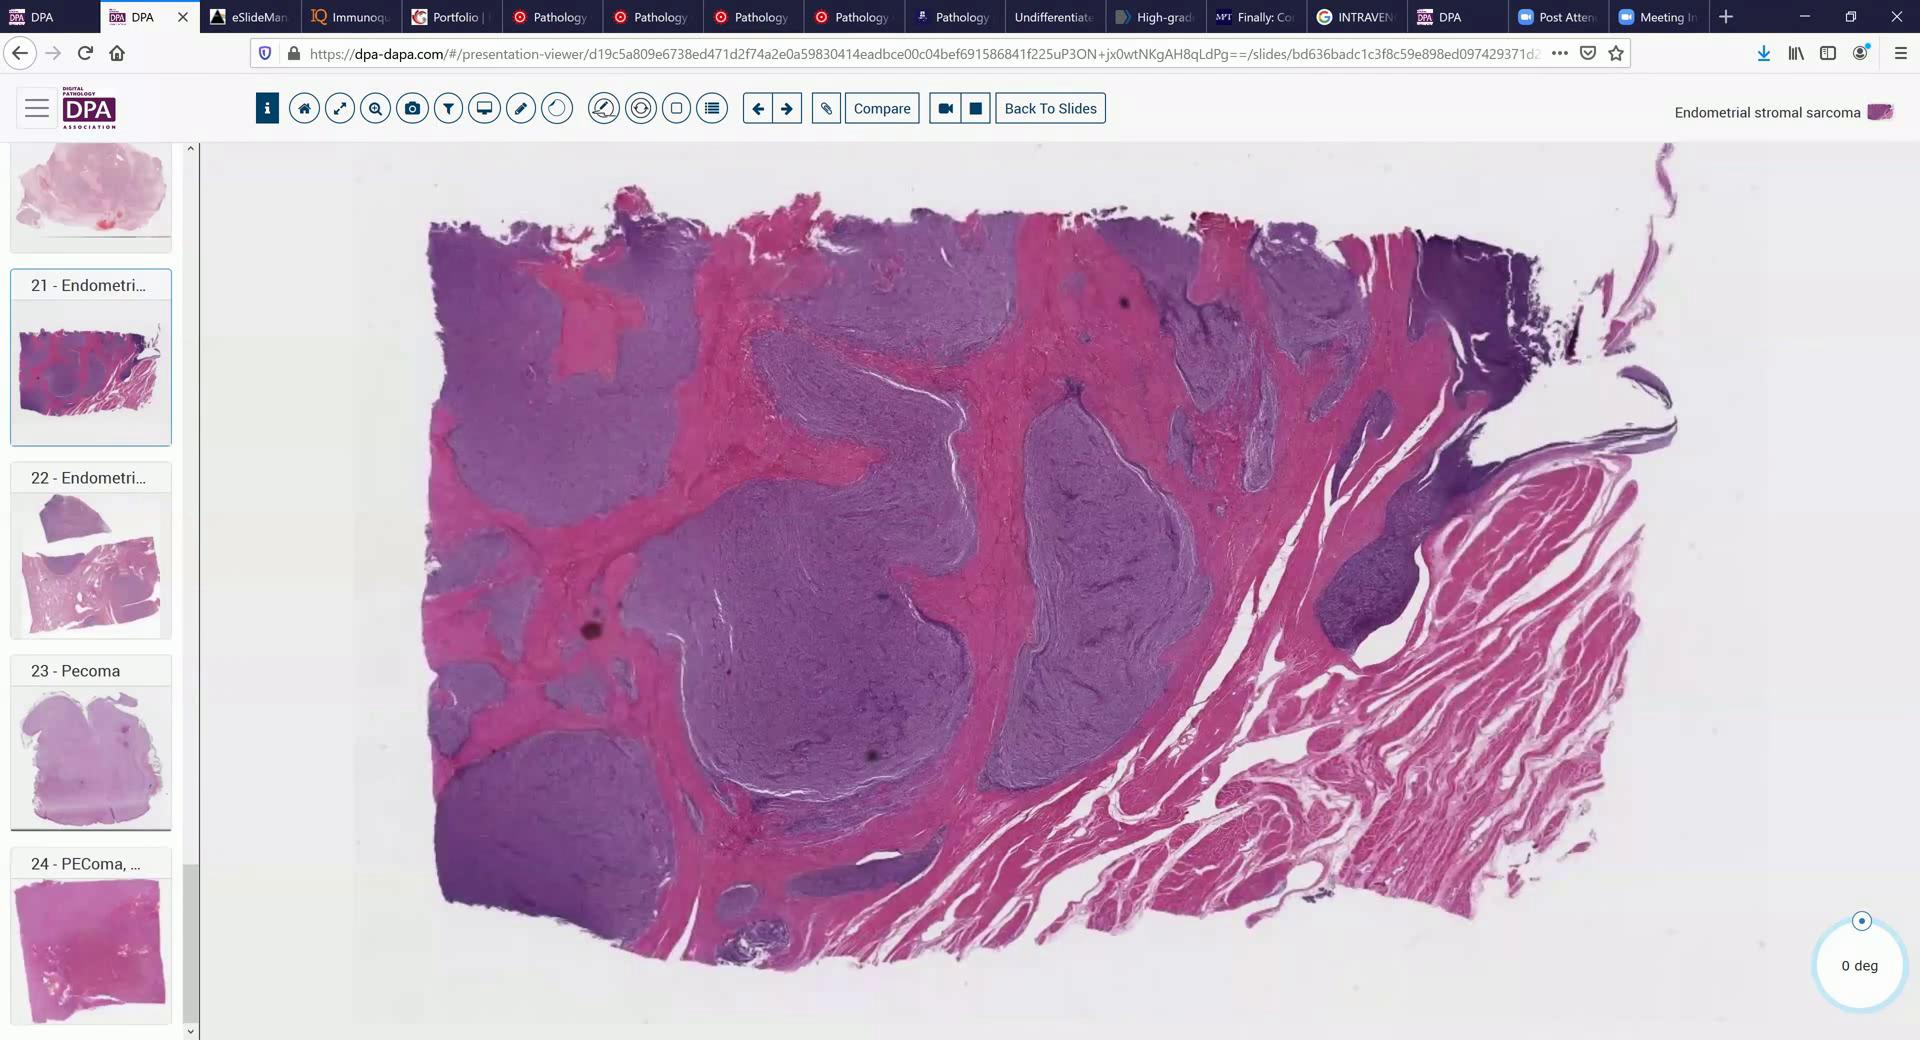 DPA
DPA
eSlideMan
Immunoqu
Portfolio |
Pathology
Pathology
Pathology
Pathology
Pathology
Undifferentiate
High-grad
Finally: Co
INTRAVEN
DPA
Post Atten
Meeting In
https://dpa-dapa.com/#/presentation-viewer/d19c5a809e6738ed471d2f74a2e0a59830414eadbce00c04bef691586841f225uP3ON+jx0wtNKgAH8qLdPg==/slides/bd636badc1c3f8c59e898ed097429371d2
DIGITAL
PATHOLOGY
DPA
ASSOCIATION
Compare
Back To Slides
Endometrial stromal sarcoma
21 - Endometri...
22 - Endometri...
23 - Pecoma
24 - PEComa, ...
0 deg